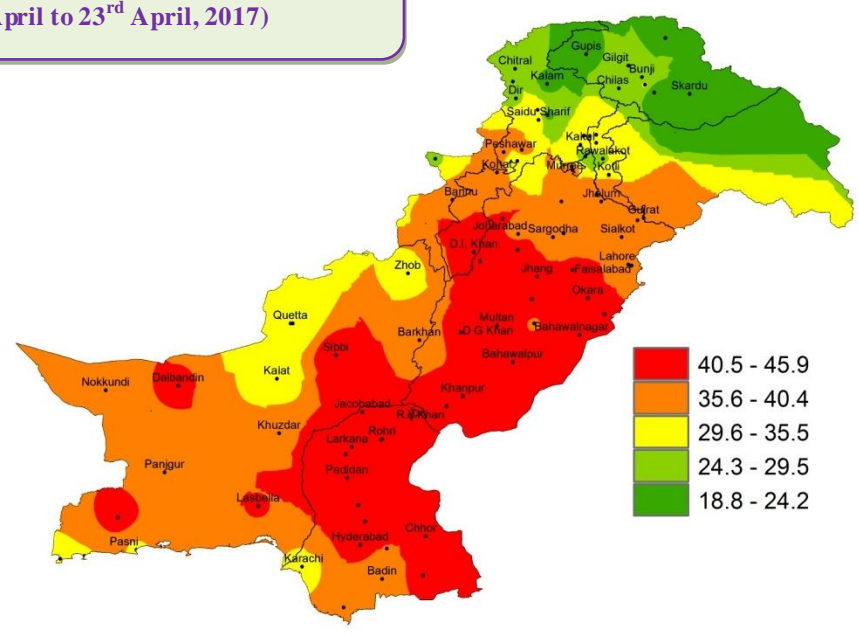 April to 23rd April, 2017)
Gupis
Chitral
Gilgit
Bunji
Kalam
Chilas
Skardu
Dir
Saidu Sharif
Peshawar
Rawalakot
Kohat
Kotli
Bannu
Jhelum
Gujrat
Joharabad
Sargodha
Sialkot
D.I. Khan
Lahore
Zhob
Jhang
Faisalabad
Okara
Quetta
Multan
D G Khan
Bahawalnagar
Barkhan
Sibbi
Bahawalpur
Kalat
Dalbandin
Nokkundi
Khanpur
Jacobabad
Khuzdar
Rohri
Larkana
Panjgur
Padidan
Lasbella
Chhor
Pasni
Hyderabad
Karachi
Badin
40.5 - 45.9
35.6 - 40.4
29.6 - 35.5
24.3 - 29.5
18.8 - 24.2